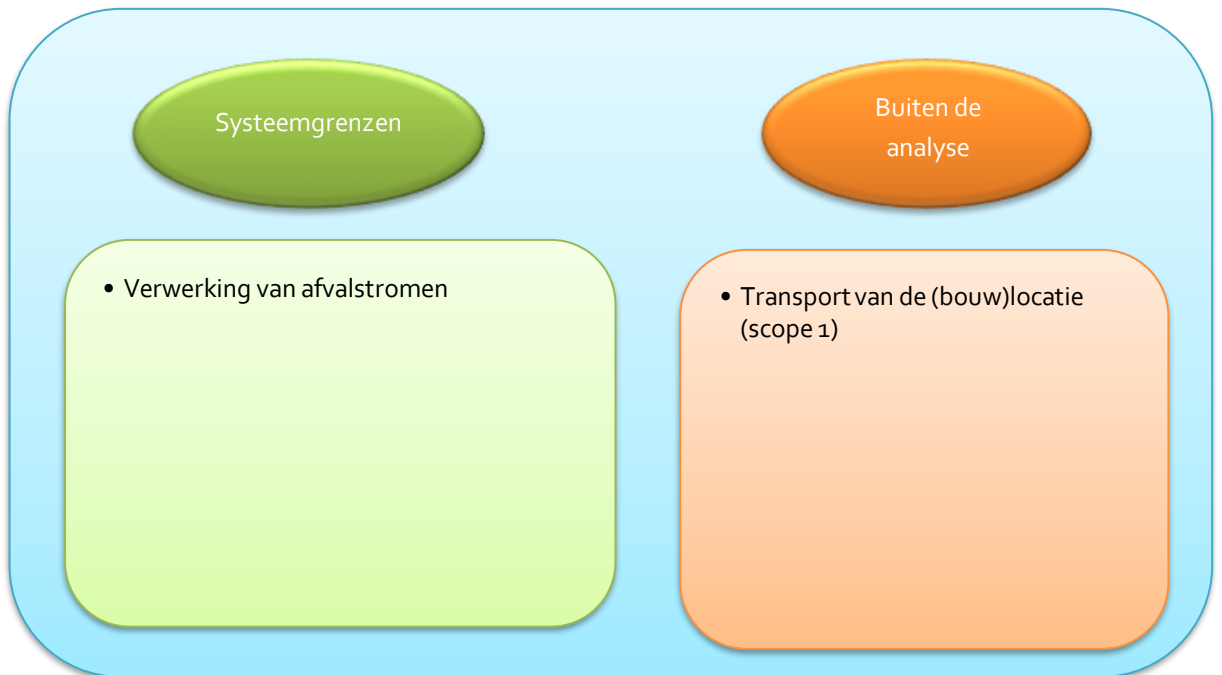 Systeemgrenzen
• Verwerking van afvalstromen
Buiten de
analyse
• Transport van de (bouw)locatie
(scope 1)